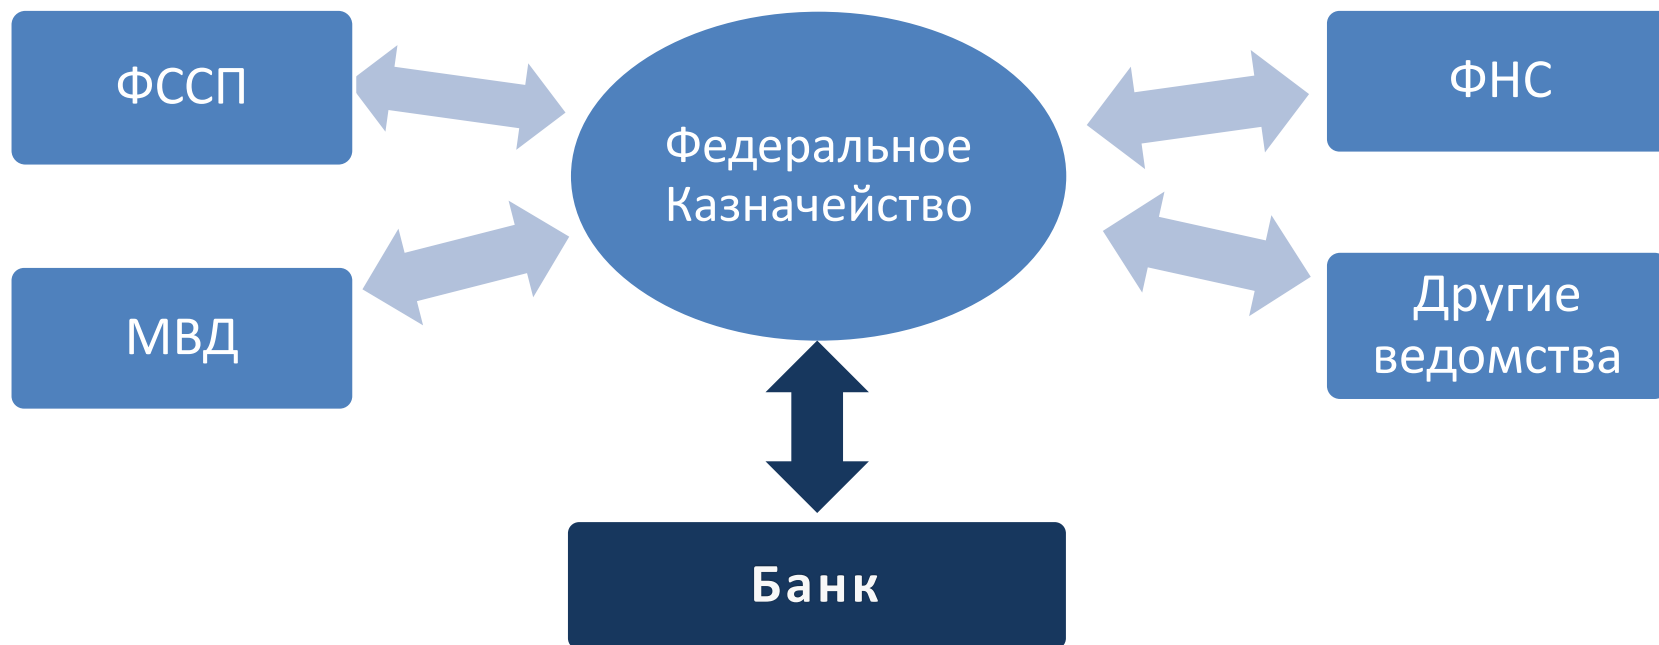 ФССП
Федеральное
Казначейство
ФНС
МВД
Другие
ведомства
Банк